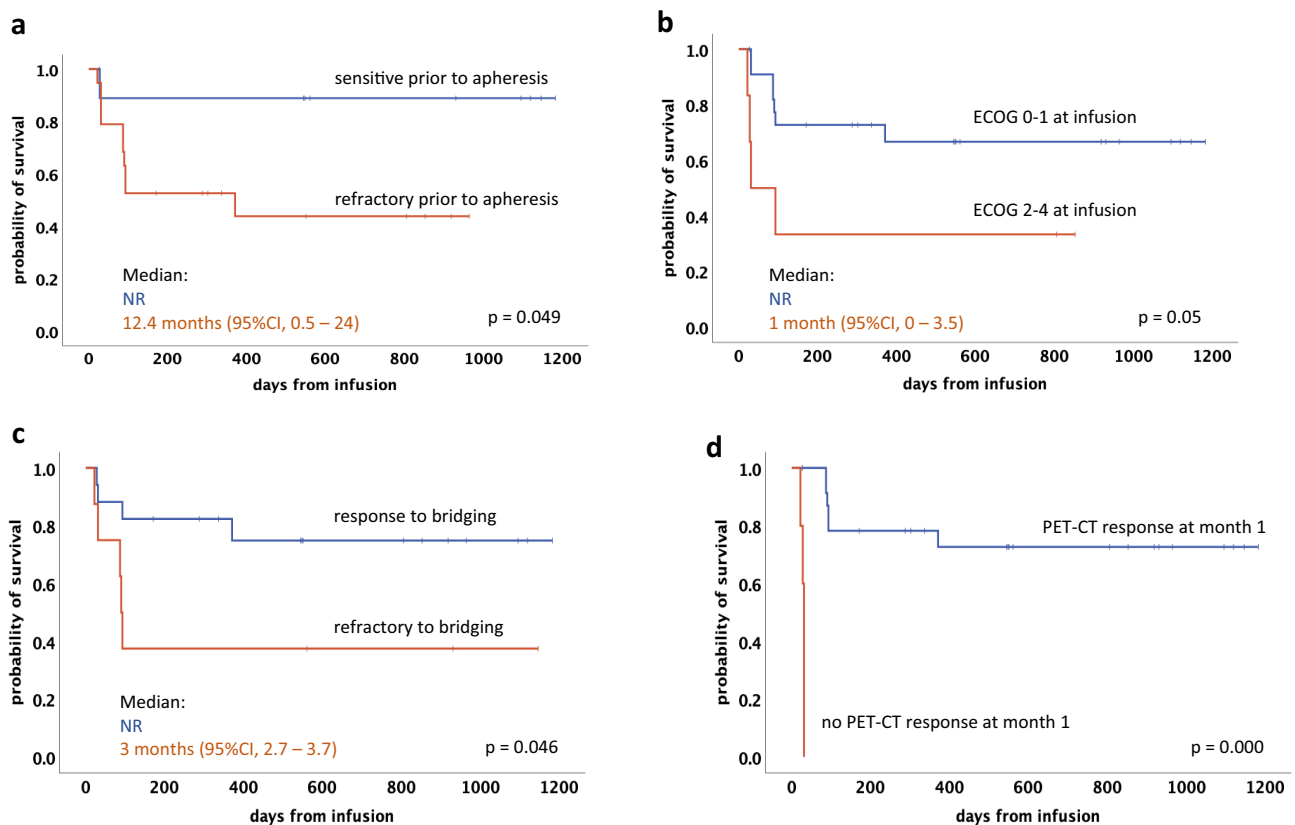 a
probability of survival
1.0
0.8
0.6
0.4
0.2
0.0
sensitive prior to apheresis
refractory prior to apheresis
Median:
NR
12.4 months (95%CI, 0.5 – 24)
p = 0.049
0 200 400 600 800 1000 1200
days from infusion
b
probability of survival
1.0
0.8
0.6
0.4
0.2
0.0
ECOG 0-1 at infusion
ECOG 2-4 at infusion
Median:
NR
1 month (95%CI, 0 – 3.5)
p = 0.05
0 200 400 600 800 1000 1200
days from infusion
c
probability of survival
1.0
0.8
0.6
0.4
0.2
0.0
response to bridging
refractory to bridging
Median:
NR
3 months (95%CI, 2.7 – 3.7)
p = 0.046
0 200 400 600 800 1000 1200
days from infusion
d
probability of survival
1.0
0.8
0.6
0.4
0.2
0.0
PET-CT response at month 1
no PET-CT response at month 1
p = 0.000
0 200 400 600 800 1000 1200
days from infusion